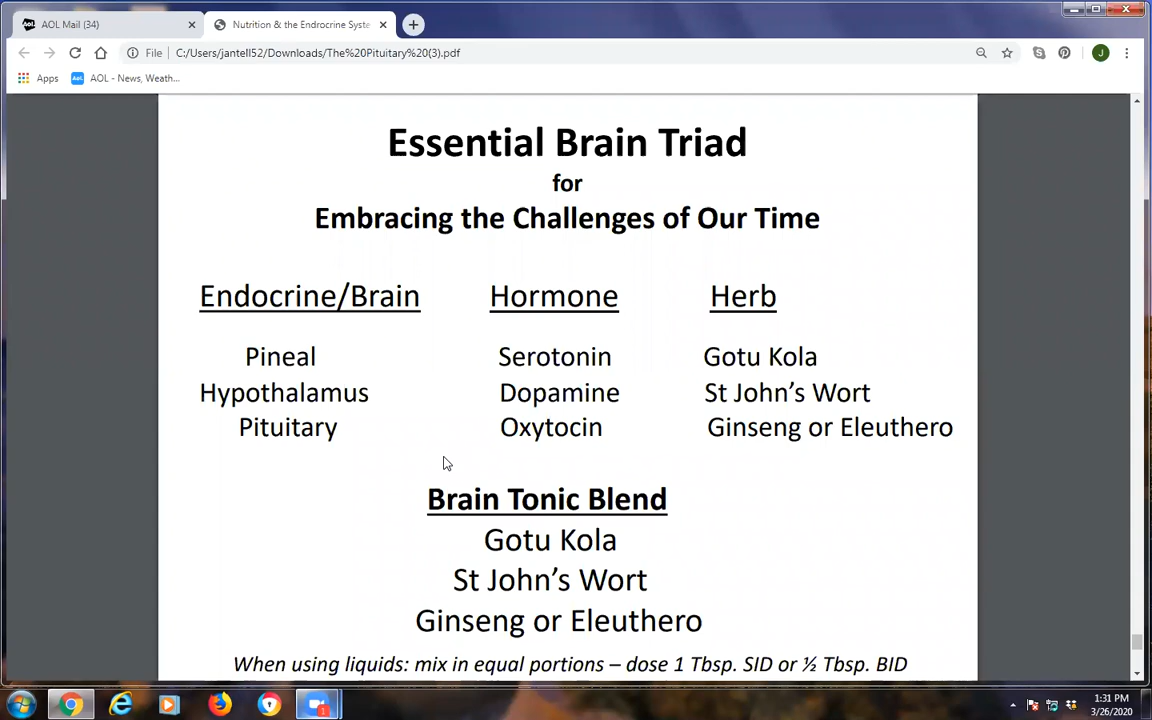 AOL Mail (34)
Nutrition & the Endocrine Syste
File C:/Users/jantell52/Downloads/The%20Pituitary%20(3).pdf
J
Apps AOL - News, Weath...
Essential Brain Triad
for
Embracing the Challenges of Our Time
Endocrine/Brain Hormone Herb
Pineal Serotonin Gotu Kola
Hypothalamus Dopamine St John’s Wort
Pituitary Oxytocin Ginseng or Eleuthero
Brain Tonic Blend
Gotu Kola
St John’s Wort
Ginseng or Eleuthero
When using liquids: mix in equal portions – dose 1 Tbsp. SID or ½ Tbsp. BID
1:31 PM
3/26/2020